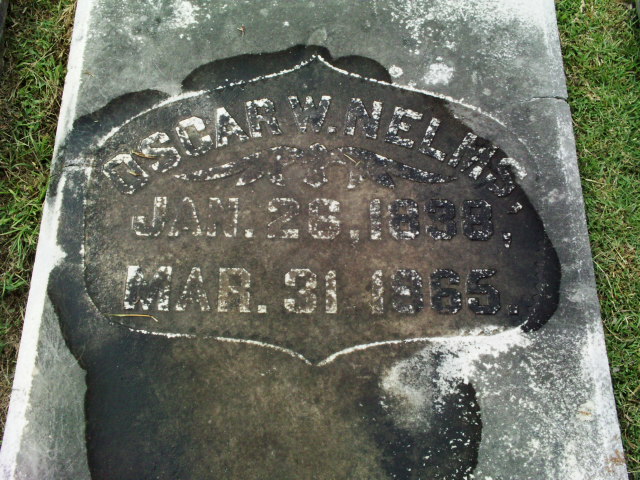 OSCAR W. NELMS,
JAN. 26, 1838,
MAR. 31 1865.